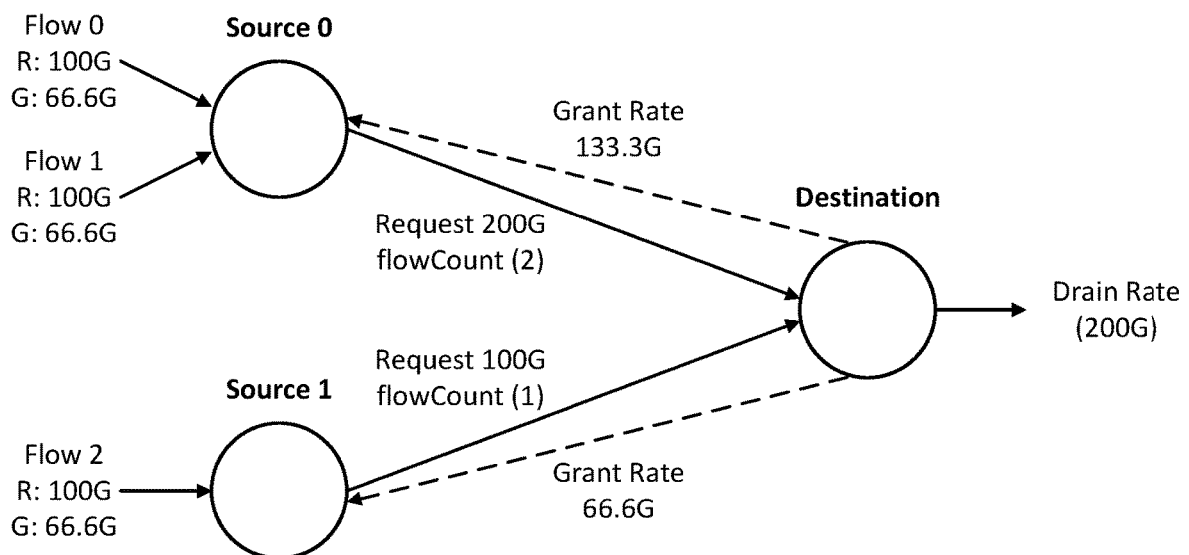 Flow 0
R: 100G
G: 66.6G
Source 0
Flow 1
R: 100G
G: 66.6G
Grant Rate
133.3G
Request 200G
flowCount (2)
Destination
Drain Rate
(200G)
Request 100G
flowCount (1)
Source 1
Flow 2
R: 100G
G: 66.6G
Grant Rate
66.6G